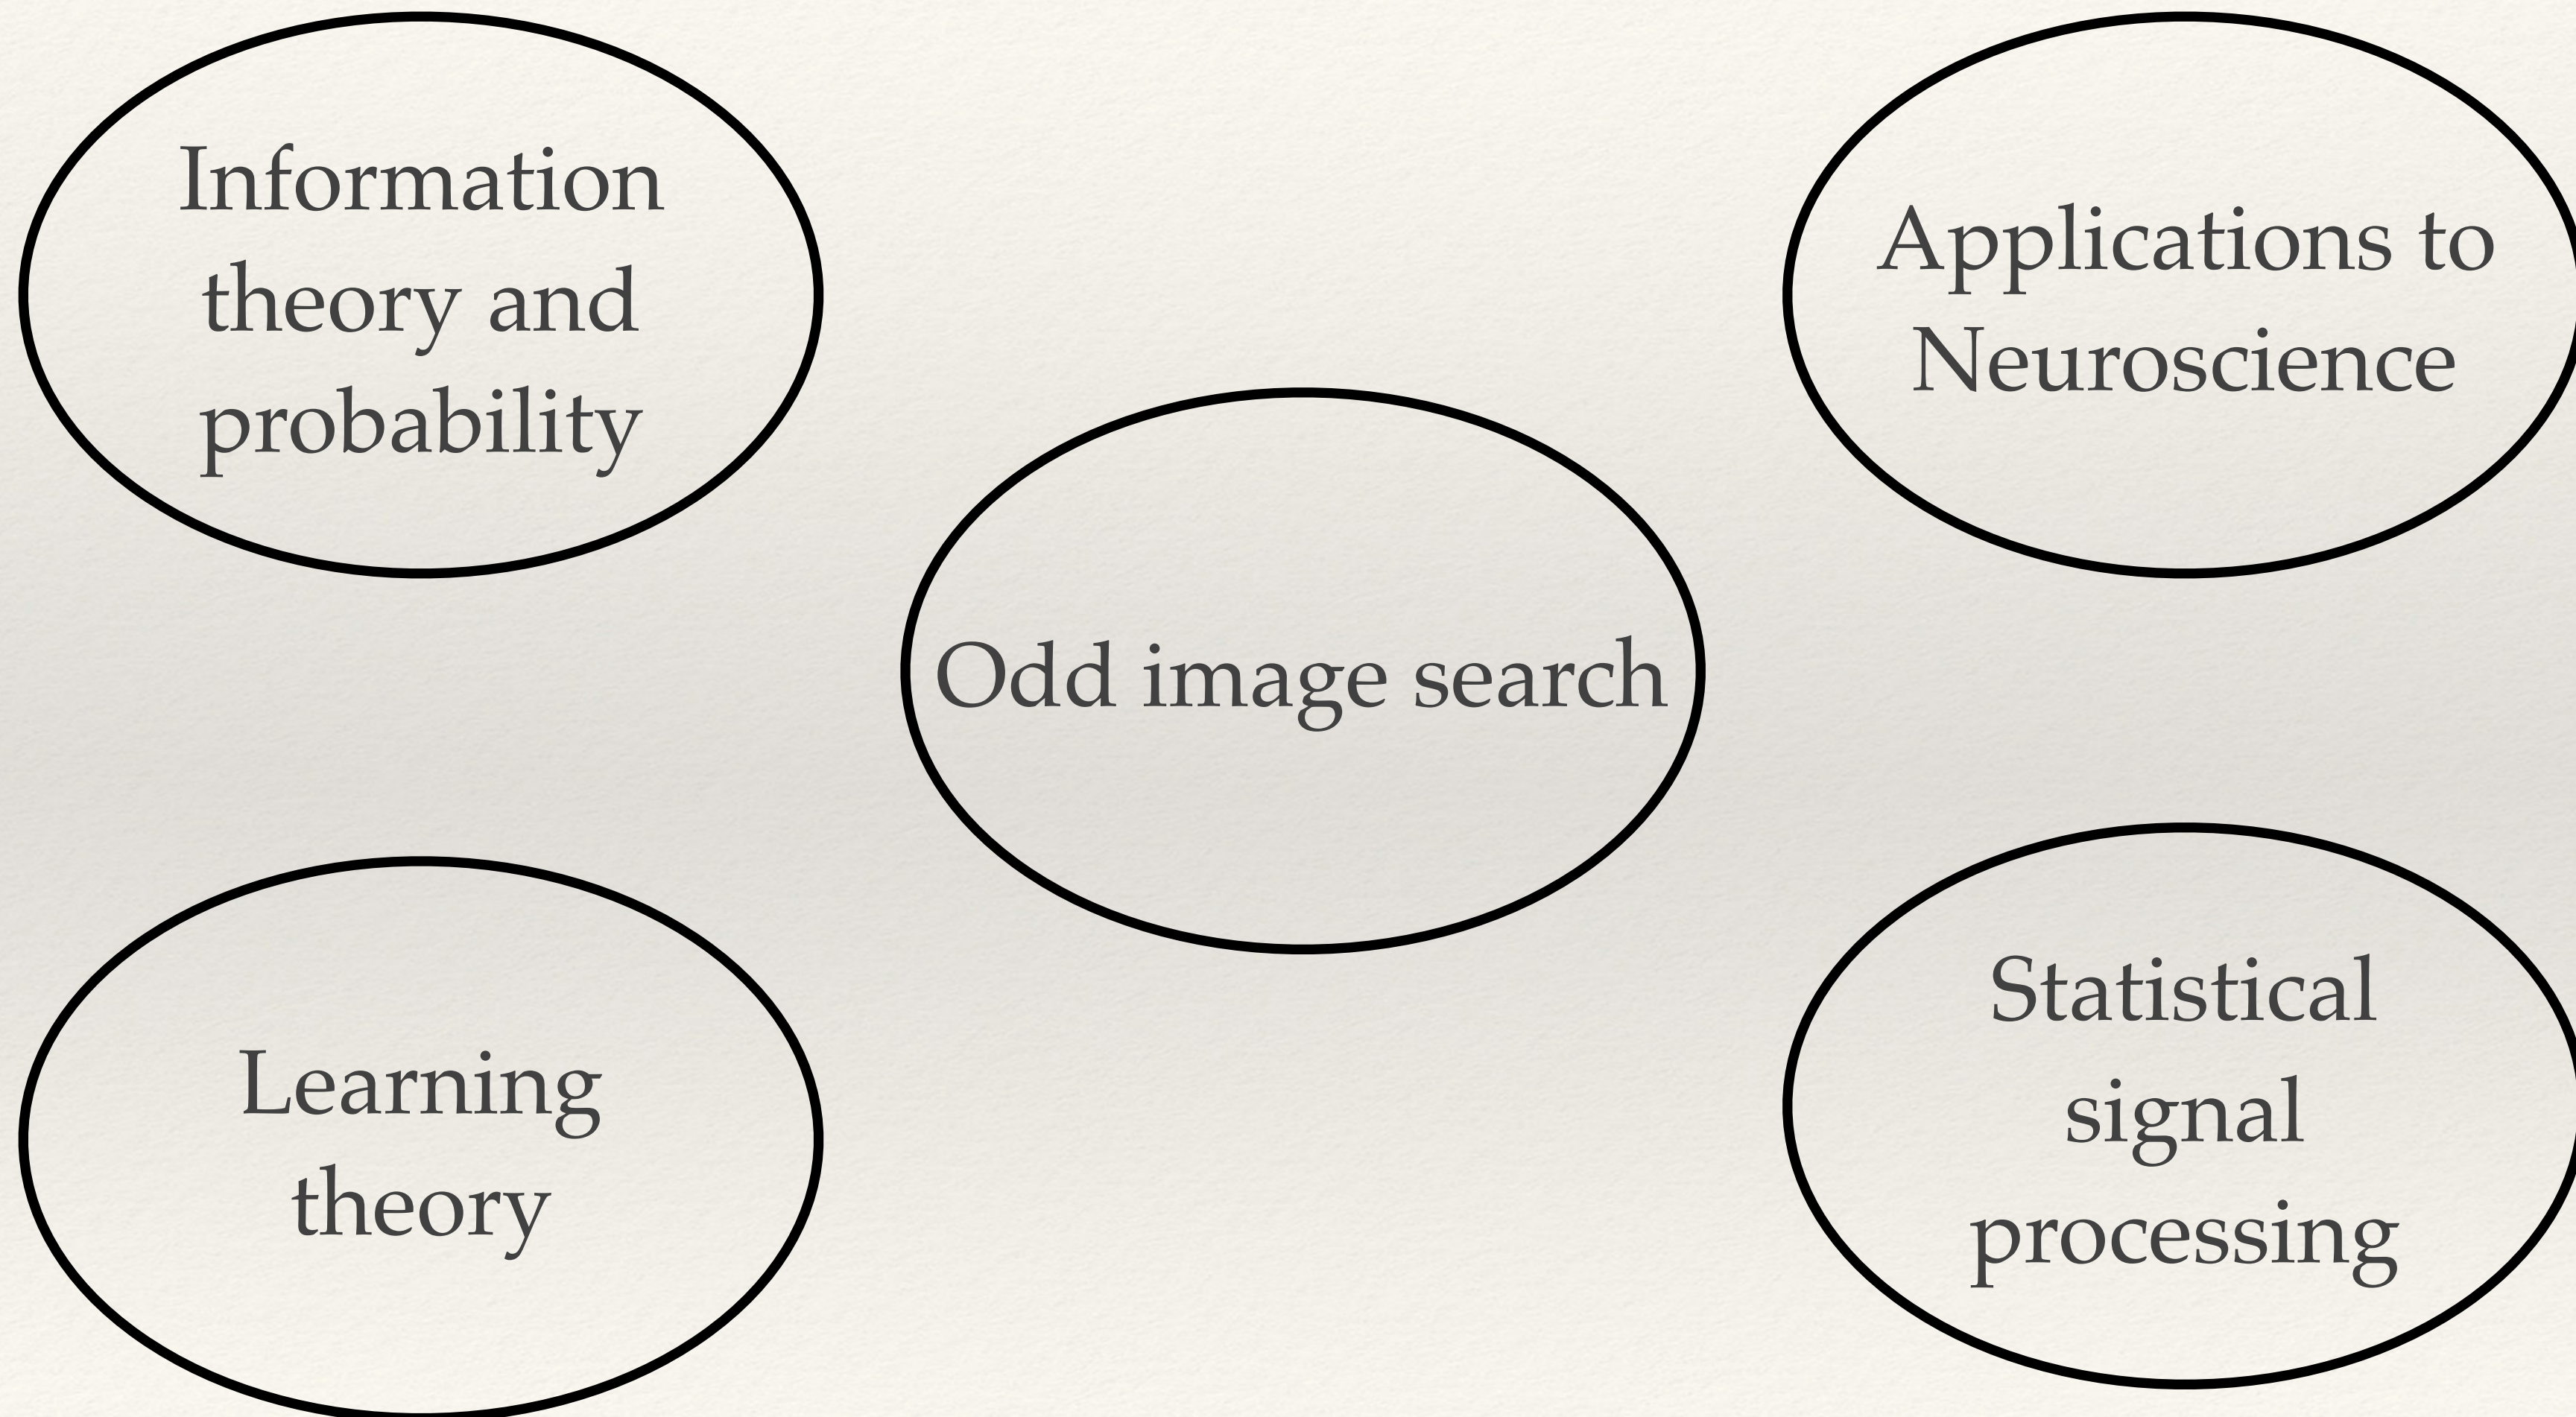 Information
theory and
probability
Applications to
Neuroscience
Odd image search
Learning
theory
Statistical
signal
processing